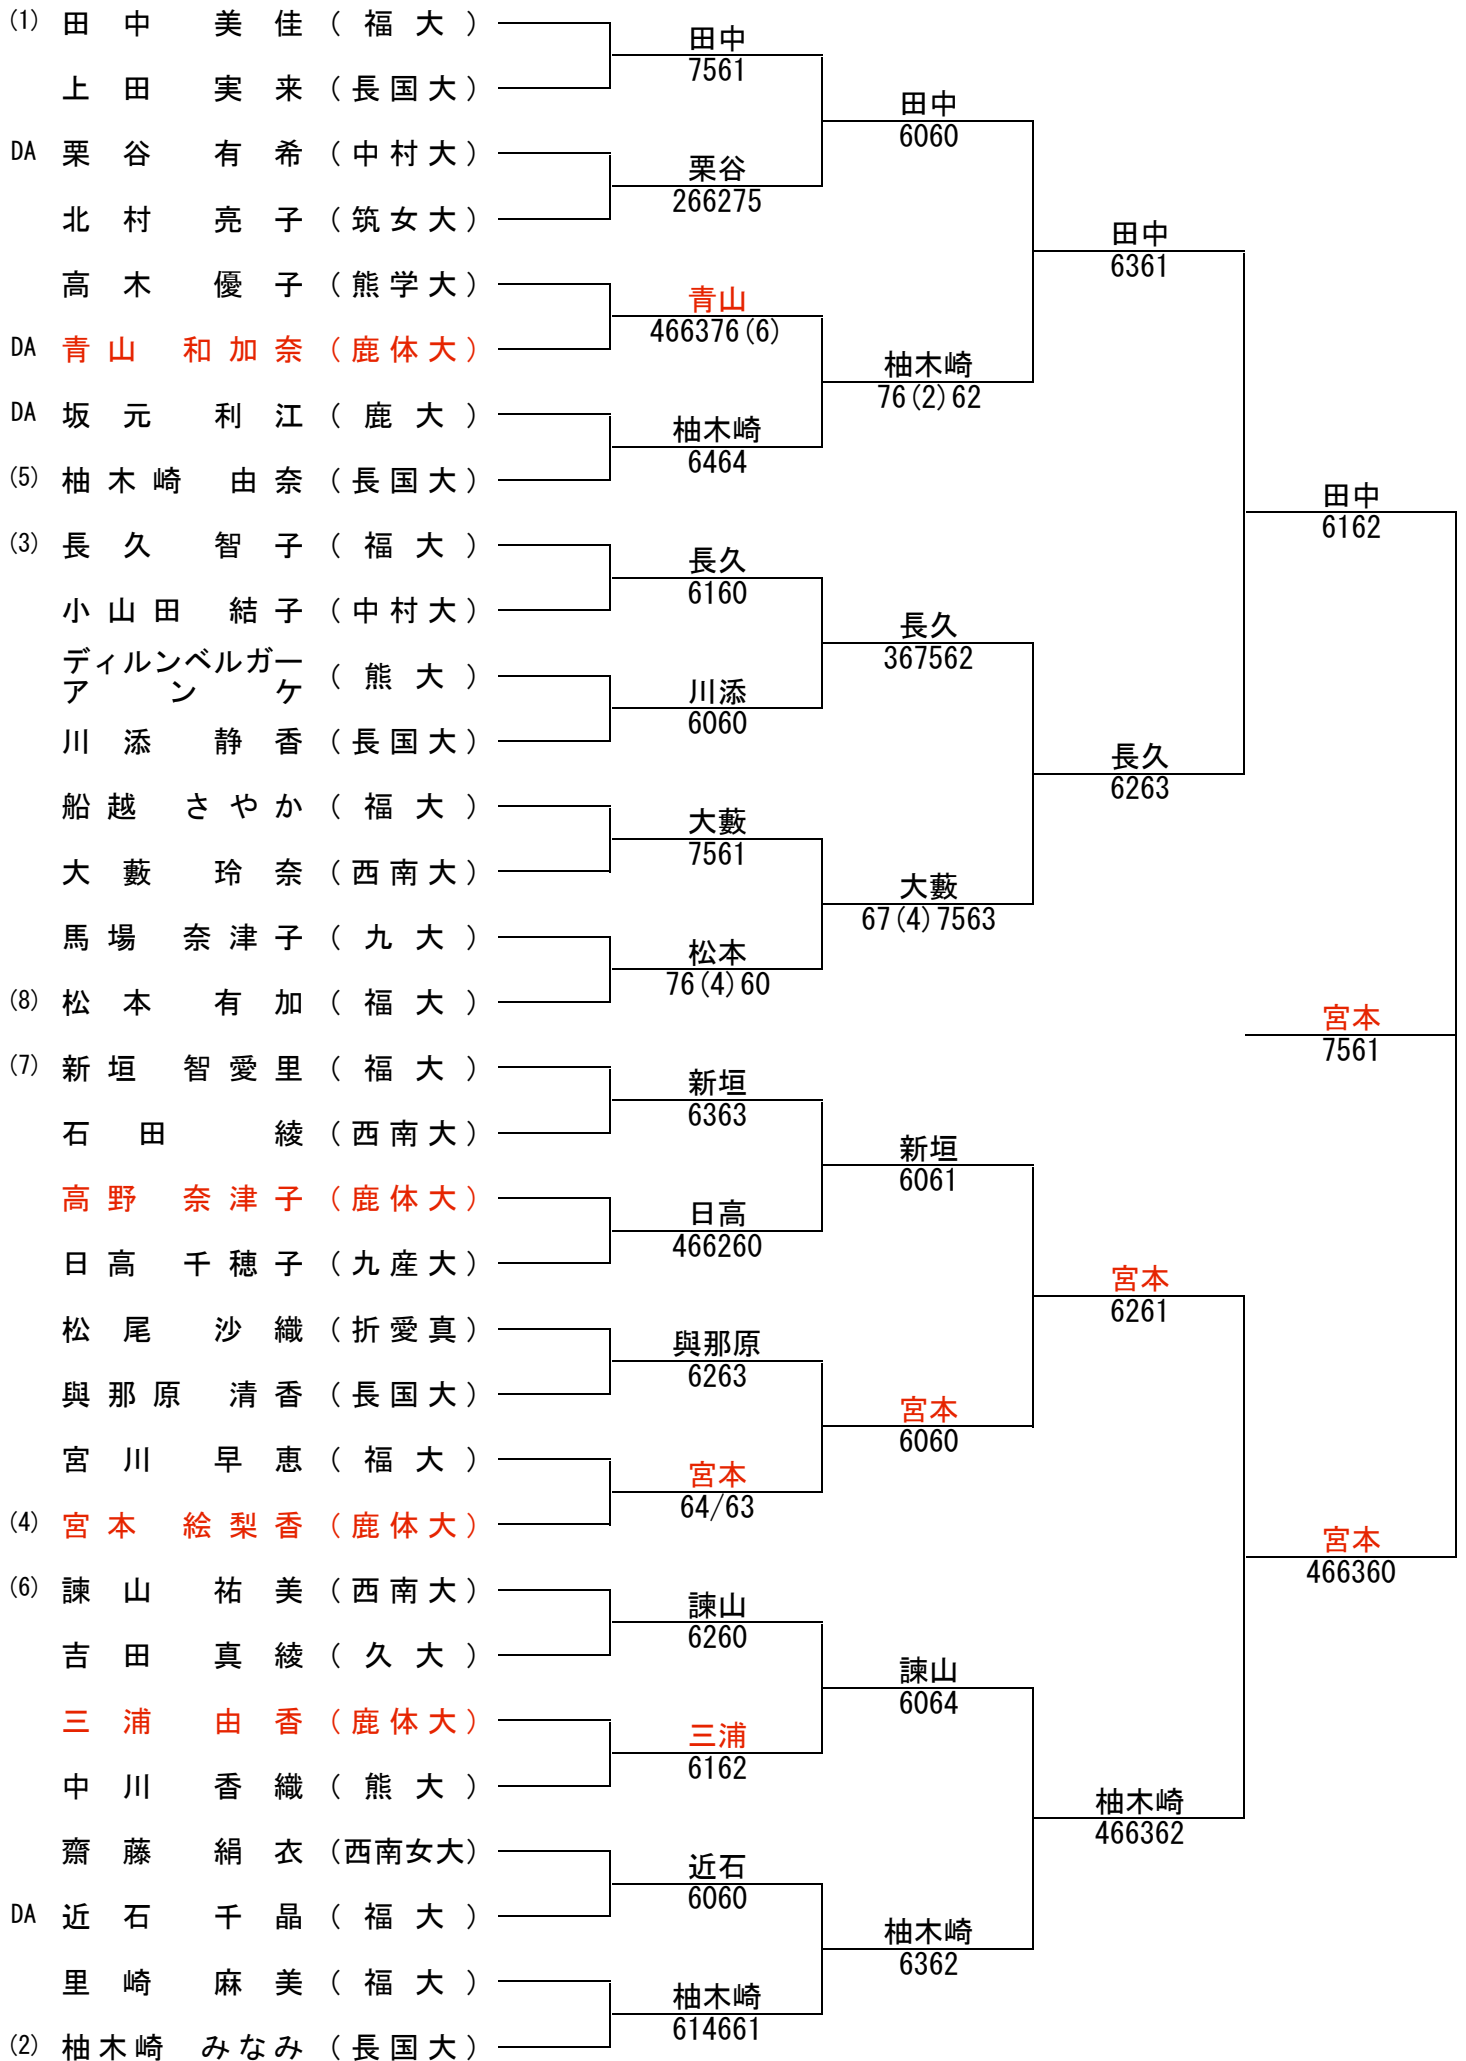 (1) 田中 美佳 (福大)
田中
7561
上田 実来 (長国大)
田中
6060
DA 栗谷 有希 (中村大)
栗谷
266275
北村 亮子 (筑女大)
田中
6361
高木 優子 (熊学大)
青山
466376(6)
DA 青山 和加奈 (鹿体大)
柚木崎
76(2)62
DA 坂元 利江 (鹿大)
柚木崎
6464
(5) 柚木崎 由奈 (長国大)
田中
6162
(3) 長久 智子 (福大)
長久
6160
小山田 結子 (中村大)
長久
367562
ディルンベルガー
アンケ (熊大)
川添
6060
川添 静香 (長国大)
長久
6263
船越 さやか (福大)
大藪
7561
大藪 玲奈 (西南大)
大藪
67(4)7563
馬場 奈津子 (九大)
松本
76(4)60
(8) 松本 有加 (福大)
宮本
7561
(7) 新垣 智愛里 (福大)
新垣
6363
石田 綾 (西南大)
新垣
6061
高野 奈津子 (鹿体大)
日高
466260
日高 千穂子 (九産大)
宮本
6261
松尾 沙織 (折愛真)
與那原
6263
與那原 清香 (長国大)
宮本
6060
宮川 早恵 (福大)
宮本
64/63
(4) 宮本 絵梨香 (鹿体大)
宮本
466360
(6) 諫山 祐美 (西南大)
諫山
6260
吉田 真綾 (久大)
諫山
6064
三浦 由香 (鹿体大)
三浦
6162
中川 香織 (熊大)
柚木崎
466362
齋藤 絹衣 (西南女大)
近石
6060
DA 近石 千晶 (福大)
柚木崎
6362
里崎 麻美 (福大)
柚木崎
614661
(2) 柚木崎 みなみ (長国大)